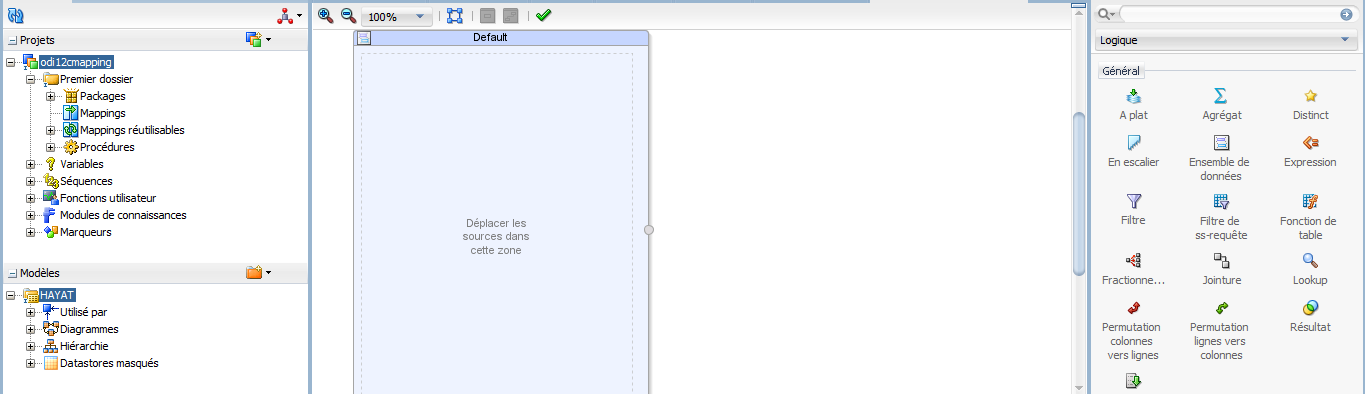 Projets
odi12cmapping
Premier dossier
Packages
Mappings
Mappings réutilisables
Procédures
Variables
Séquences
Fonctions utilisateur
Modules de connaissances
Marqueurs
Modèles
HAYAT
Utilisé par
Diagrammes
Hiérarchie
Datastores masqués
100%
Default
Déplacer les
sources dans
cette zone
Logique
Général
A plat
Agrégat
Distinct
En escalier
Ensemble de
données
Expression
Filtre
Filtre de
ss-requête
Fonction de
table
Fractionne...
Jointure
Lookup
Permutation
colonnes
vers lignes
Permutation
lignes vers
colonnes
Résultat